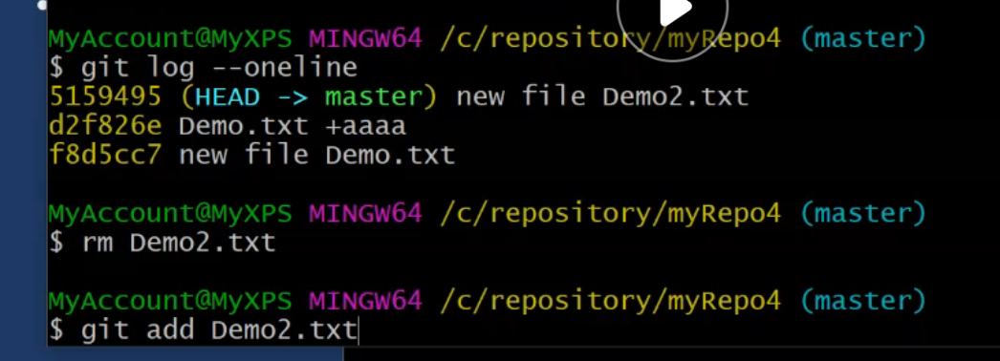 MyAccount@MyXPS MINGW64 /c/repository/myRepo4 (master)
$ git log --oneline
5159495 (HEAD -> master) new file Demo2.txt
d2f826e Demo.txt +aaaa
f8d5cc7 new file Demo.txt
MyAccount@MyXPS MINGW64 /c/repository/myRepo4 (master)
$ rm Demo2.txt
MyAccount@MyXPS MINGW64 /c/repository/myRepo4 (master)
$ git add Demo2.txt